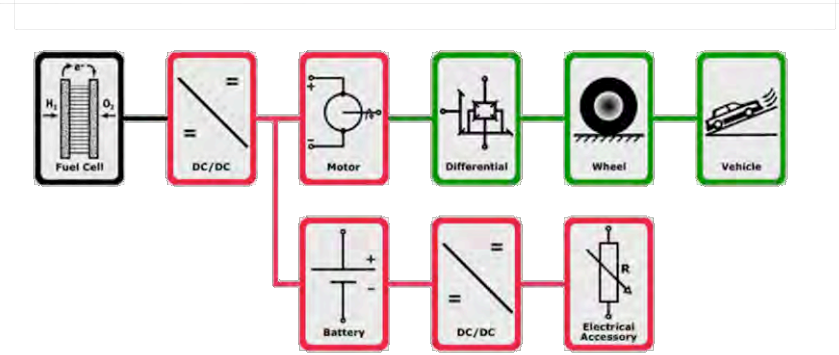 e⁻
H₂
O₂
Fuel Cell
=
=
DC/DC
+
−
Motor
Differential
Wheel
Vehicle
+
−
Battery
=
=
DC/DC
R
Electrical
Accessory